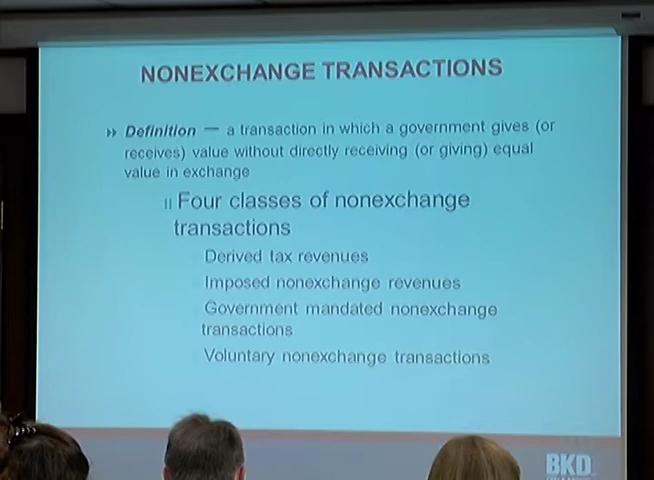 NONEXCHANGE TRANSACTIONS
Definition — a transaction in which a government gives (or
receives) value without directly receiving (or giving) equal
value in exchange
Four classes of nonexchange
transactions
Derived tax revenues
Imposed nonexchange revenues
Government mandated nonexchange
transactions
Voluntary nonexchange transactions
BKD